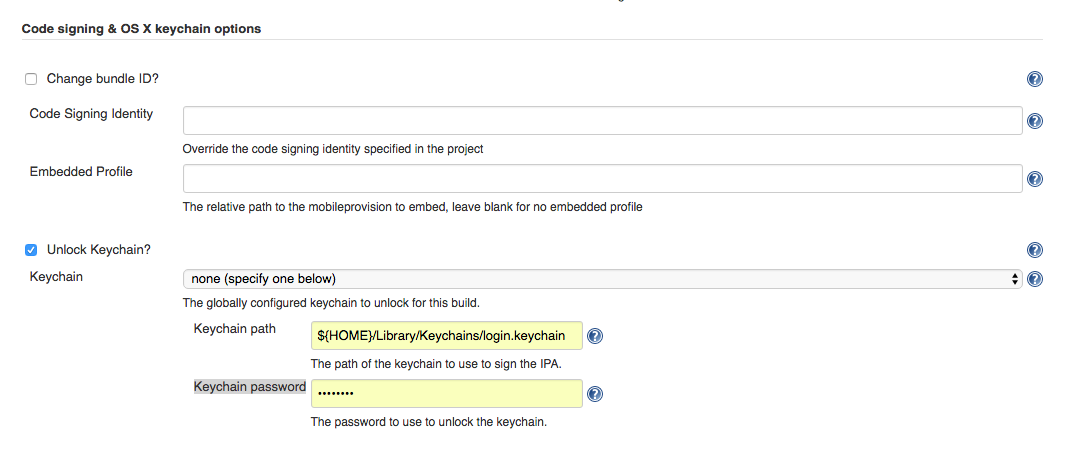 Code signing & OS X keychain options
Change bundle ID?
Code Signing Identity
Override the code signing identity specified in the project
Embedded Profile
The relative path to the mobileprovision to embed, leave blank for no embedded profile
Unlock Keychain?
Keychain
none (specify one below)
The globally configured keychain to unlock for this build.
Keychain path
${HOME}/Library/Keychains/login.keychain
The path of the keychain to use to sign the IPA.
Keychain password
••••••••
The password to use to unlock the keychain.